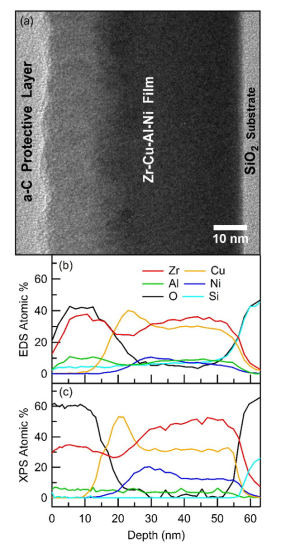 (a)
a-C Protective Layer
Zr-Cu-Al-Ni Film
SiO2 Substrate
10 nm
(b)
Zr
Cu
Al
Ni
O
Si
EDS Atomic %
60
40
20
0
(c)
XPS Atomic %
60
40
20
0
0 10 20 30 40 50 60
Depth (nm)